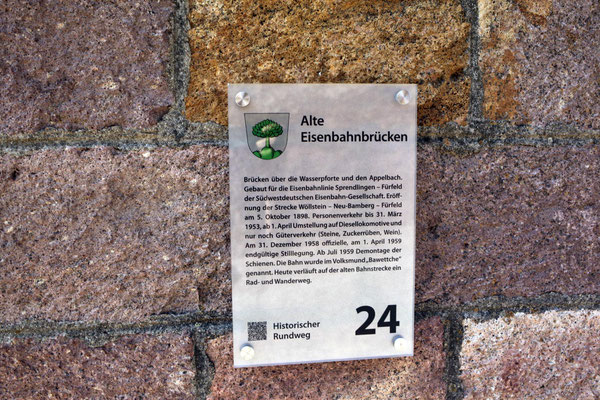 Alte
Eisenbahnbrücken
Brücken über die Wasserpforte und den Appelbach.
Gebaut für die Eisenbahnlinie Sprendlingen – Fürfeld
der Südwestdeutschen Eisenbahn-Gesellschaft. Eröff-
nung der Strecke Wöllstein – Neu-Bamberg – Fürfeld
am 5. Oktober 1898. Personenverkehr bis 31. März
1953, ab 1. April Umstellung auf Diesellokomotive und
nur noch Güterverkehr (Steine, Zuckerrüben, Wein).
Am 31. Dezember 1958 offizielle, am 1. April 1959
endgültige Stilllegung. Ab Juli 1959 Demontage der
Schienen. Die Bahn wurde im Volksmund „Bawettche“
genannt. Heute verläuft auf der alten Bahnstrecke ein
Rad- und Wanderweg.
Historischer
Rundweg
24